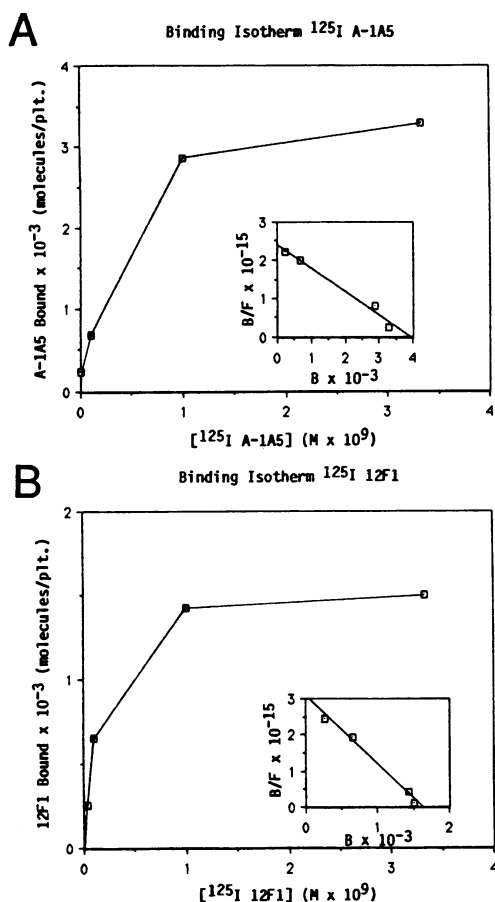 A
Binding Isotherm 125I A-1A5
A-1A5 Bound x 10-3 (molecules/plt.)
4
3
2
1
0
B/F x 10-15
3
2
1
0
0 1 2 3 4
B x 10-3
0 1 2 3 4
[125I A-1A5] (M x 109)
B
Binding Isotherm 125I 12F1
12F1 Bound x 10-3 (molecules/plt.)
2
1
0
B/F x 10-15
3
2
1
0
0 1 2
B x 10-3
0 1 2 3 4
[125I 12F1] (M x 109)